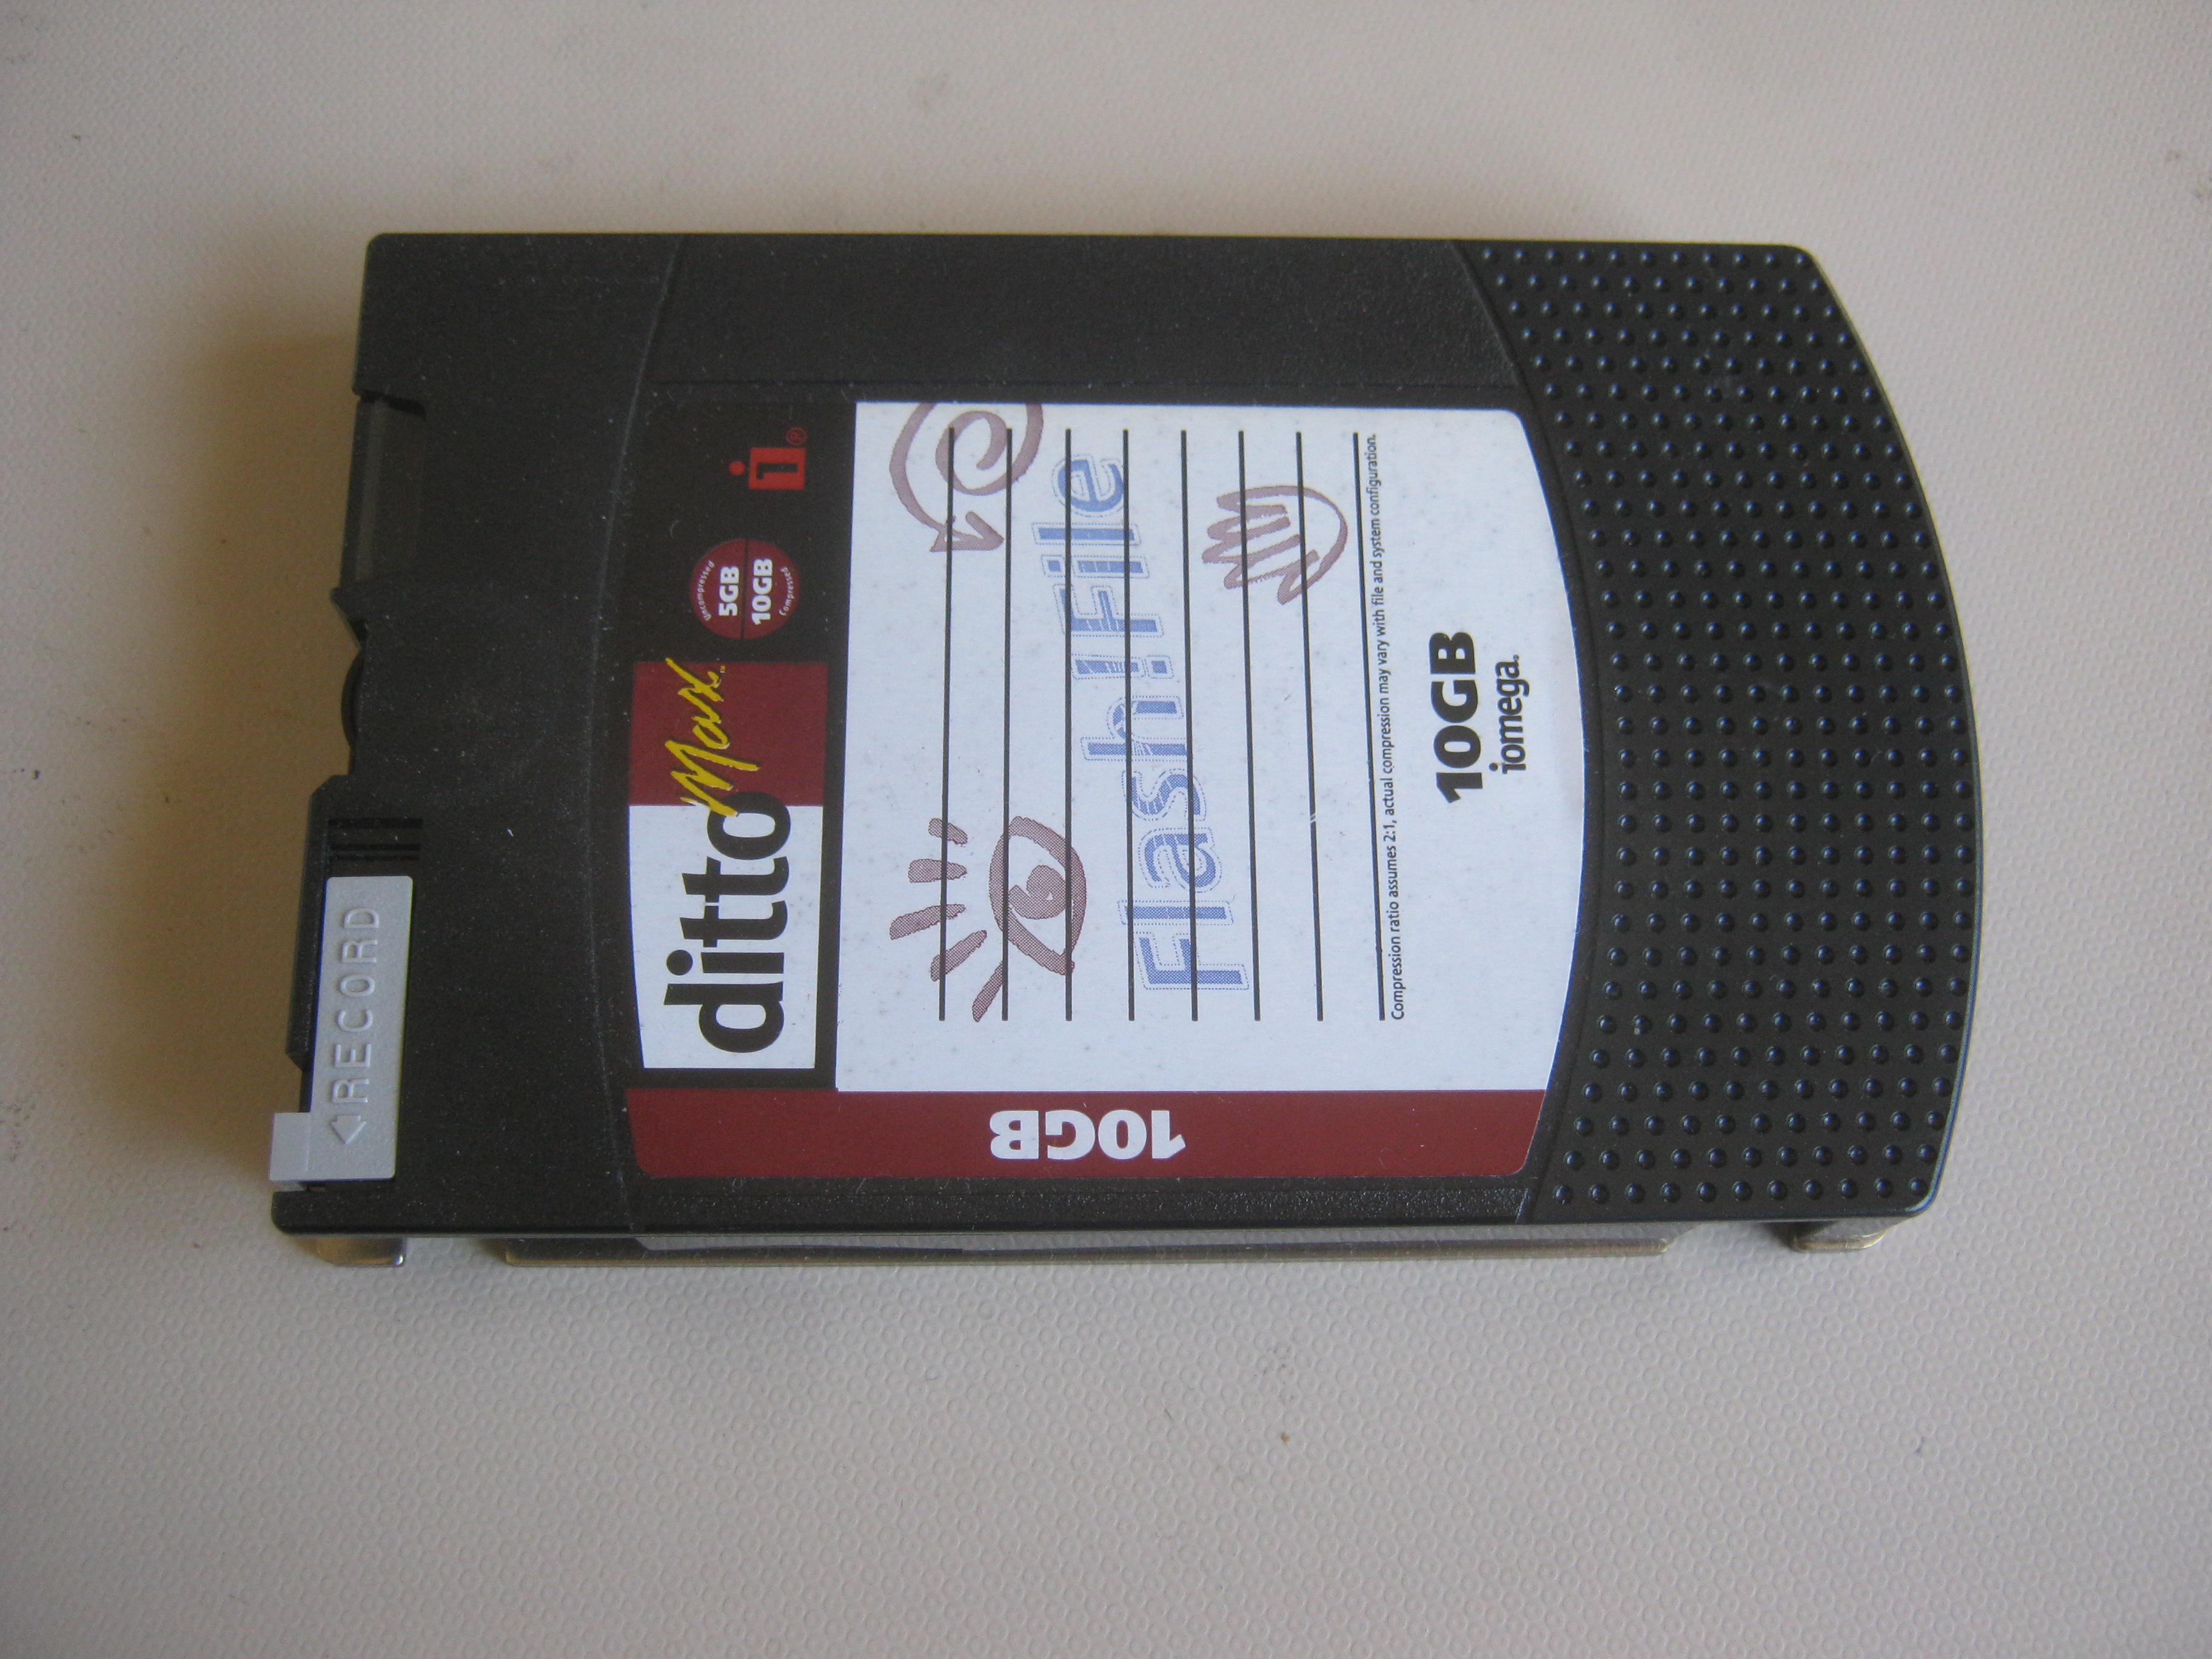 ◁RECORD
ditto Max™
Uncompressed
5GB
10GB
Compressed
i®
Flash!File
Compression ratio assumes 2:1, actual compression may vary with file and system configuration.
10GB
iomega®
10GB